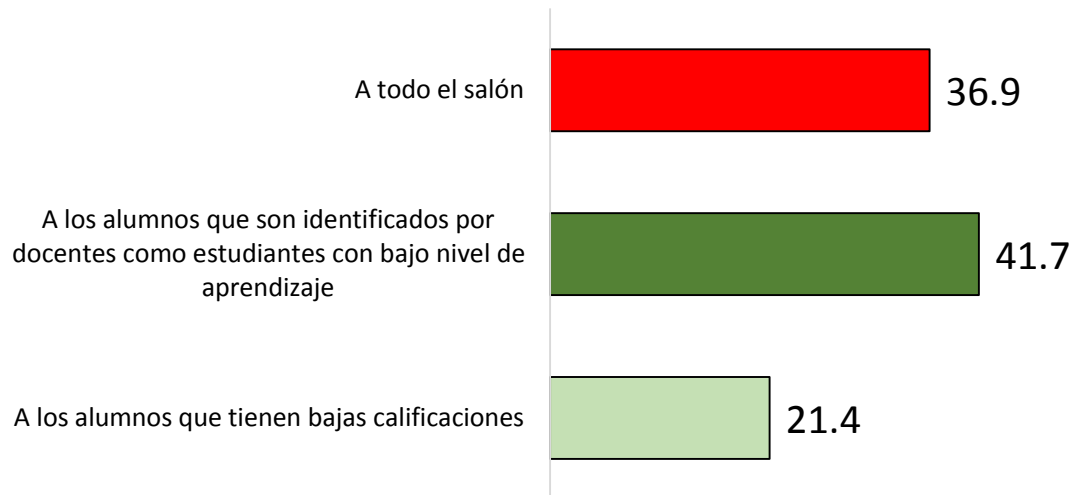 A todo el salón
36.9
A los alumnos que son identificados por
docentes como estudiantes con bajo nivel de
aprendizaje
41.7
A los alumnos que tienen bajas calificaciones
21.4